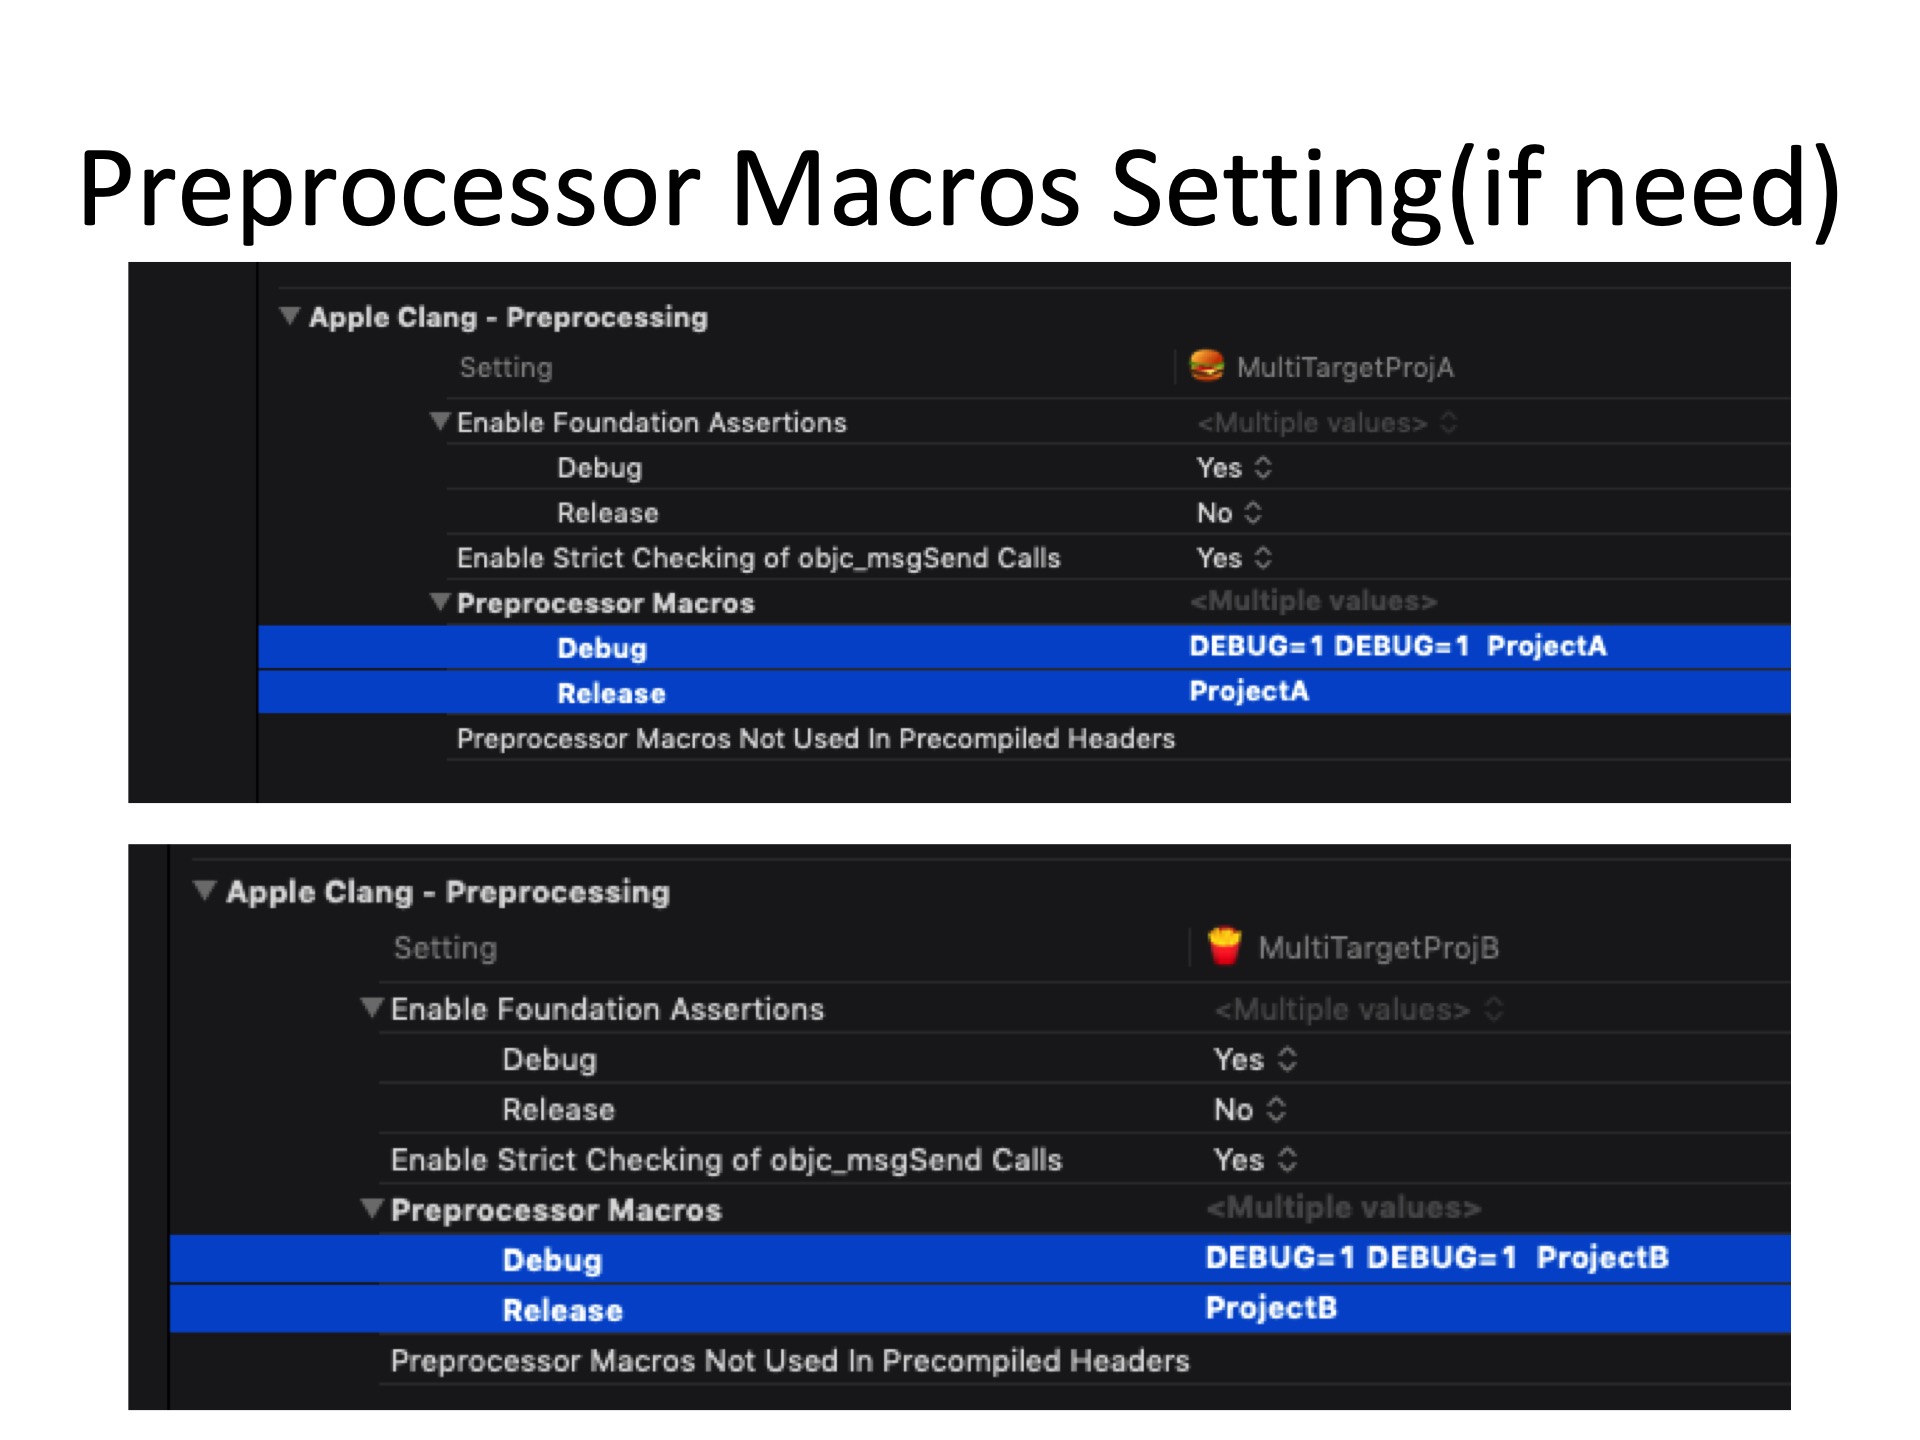 Preprocessor Macros Setting(if need)
Apple Clang - Preprocessing
Setting MultiTargetProjA
Enable Foundation Assertions <Multiple values>
Debug Yes
Release No
Enable Strict Checking of objc_msgSend Calls Yes
Preprocessor Macros <Multiple values>
Debug DEBUG=1 DEBUG=1 ProjectA
Release ProjectA
Preprocessor Macros Not Used In Precompiled Headers
Apple Clang - Preprocessing
Setting MultiTargetProjB
Enable Foundation Assertions <Multiple values>
Debug Yes
Release No
Enable Strict Checking of objc_msgSend Calls Yes
Preprocessor Macros <Multiple values>
Debug DEBUG=1 DEBUG=1 ProjectB
Release ProjectB
Preprocessor Macros Not Used In Precompiled Headers